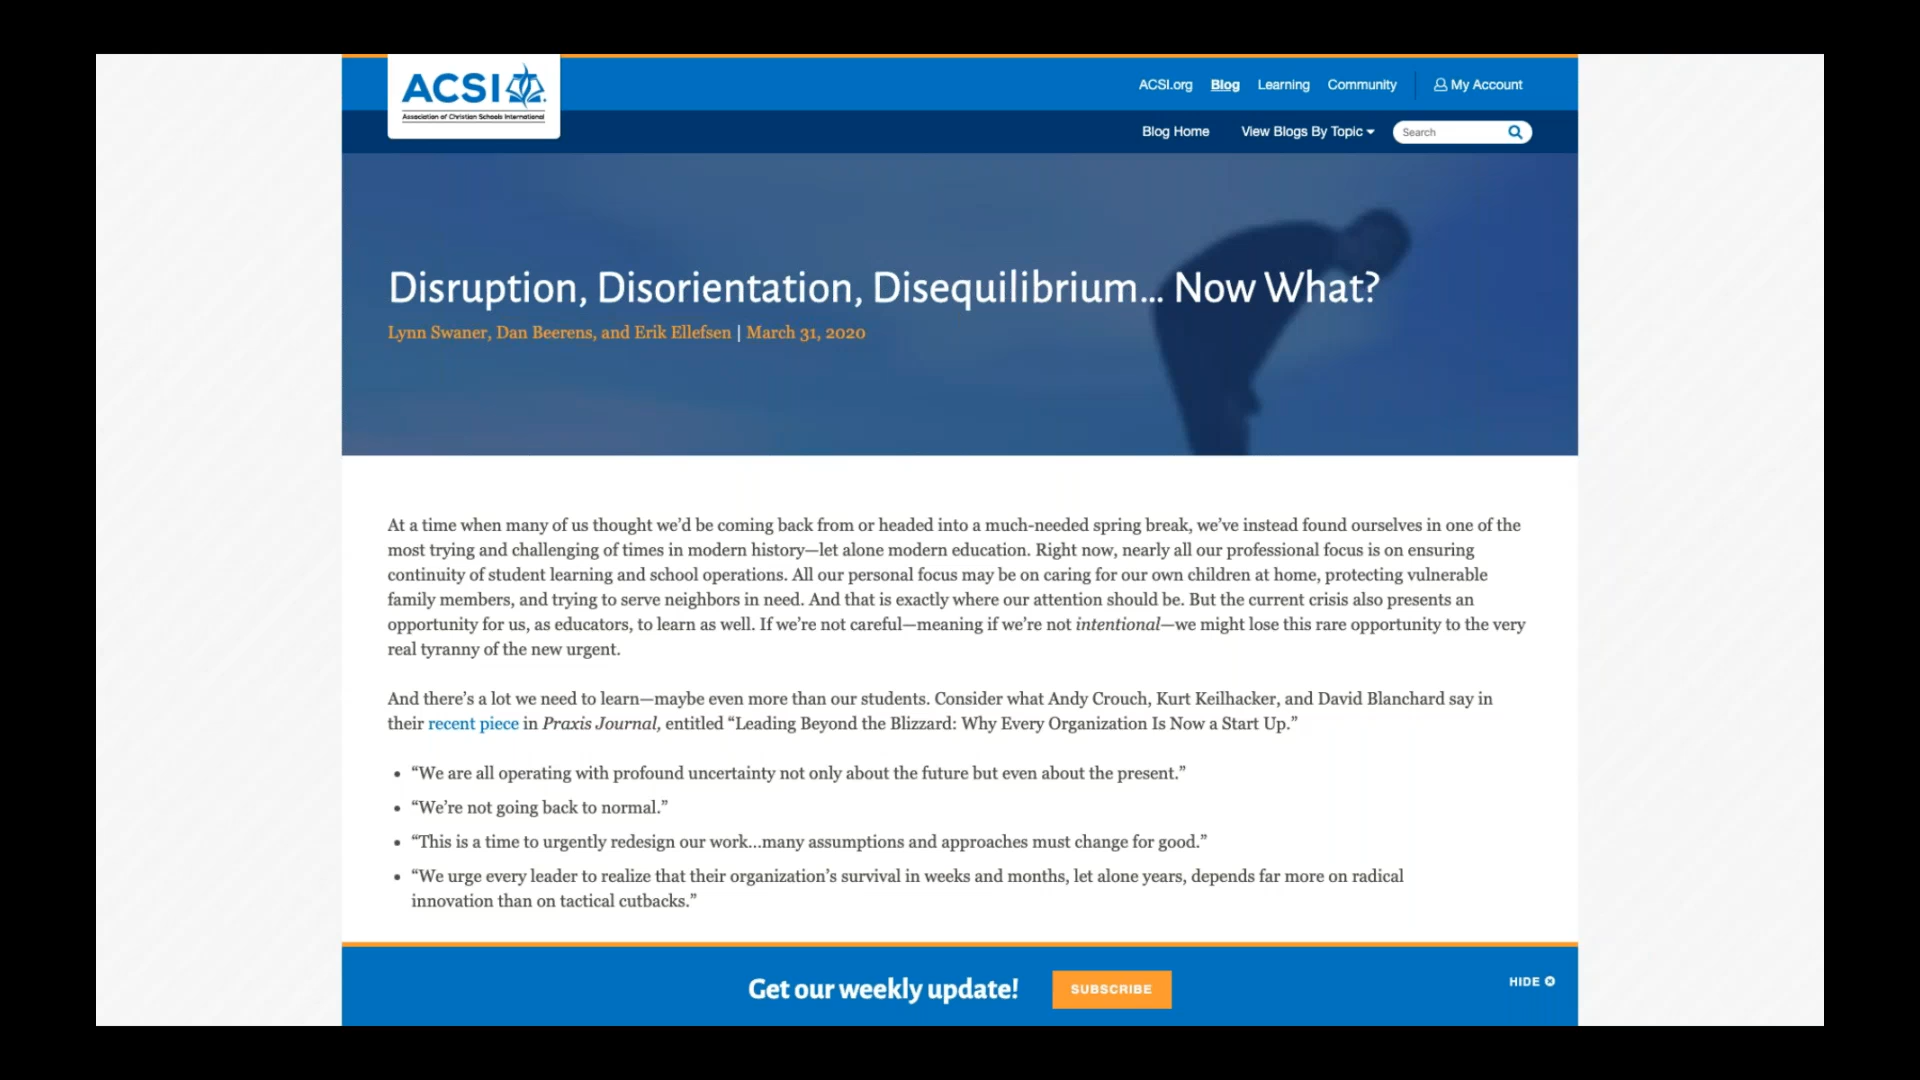 ACSI
Association of Christian Schools International
ACSI.org Blog Learning Community My Account
Blog Home View Blogs By Topic Search
Disruption, Disorientation, Disequilibrium... Now What?
Lynn Swaner, Dan Beerens, and Erik Ellefsen | March 31, 2020
At a time when many of us thought we’d be coming back from or headed into a much-needed spring break, we’ve instead found ourselves in one of the
most trying and challenging of times in modern history—let alone modern education. Right now, nearly all our professional focus is on ensuring
continuity of student learning and school operations. All our personal focus may be on caring for our own children at home, protecting vulnerable
family members, and trying to serve neighbors in need. And that is exactly where our attention should be. But the current crisis also presents an
opportunity for us, as educators, to learn as well. If we’re not careful—meaning if we’re not intentional—we might lose this rare opportunity to the very
real tyranny of the new urgent.
And there’s a lot we need to learn—maybe even more than our students. Consider what Andy Crouch, Kurt Keilhacker, and David Blanchard say in
their recent piece in Praxis Journal, entitled “Leading Beyond the Blizzard: Why Every Organization Is Now a Start Up.”
• “We are all operating with profound uncertainty not only about the future but even about the present.”
• “We’re not going back to normal.”
• “This is a time to urgently redesign our work...many assumptions and approaches must change for good.”
• “We urge every leader to realize that their organization’s survival in weeks and months, let alone years, depends far more on radical
innovation than on tactical cutbacks.”
Get our weekly update! SUBSCRIBE HIDE